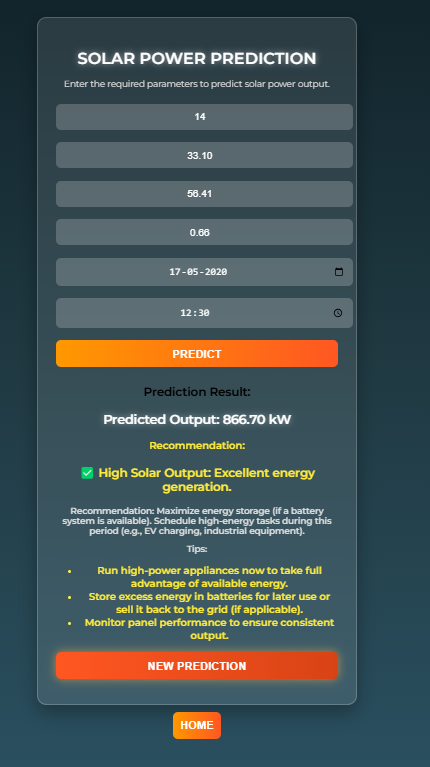 SOLAR POWER PREDICTION
Enter the required parameters to predict solar power output.
14
33.10
56.41
0.66
17-05-2020
12:30
PREDICT
Prediction Result:
Predicted Output: 866.70 kW
Recommendation:
✅ High Solar Output: Excellent energy
generation.
Recommendation: Maximize energy storage (if a battery
system is available). Schedule high-energy tasks during this
period (e.g., EV charging, industrial equipment).
Tips:
• Run high-power appliances now to take full
advantage of available energy.
• Store excess energy in batteries for later use or
sell it back to the grid (if applicable).
• Monitor panel performance to ensure consistent
output.
NEW PREDICTION
HOME